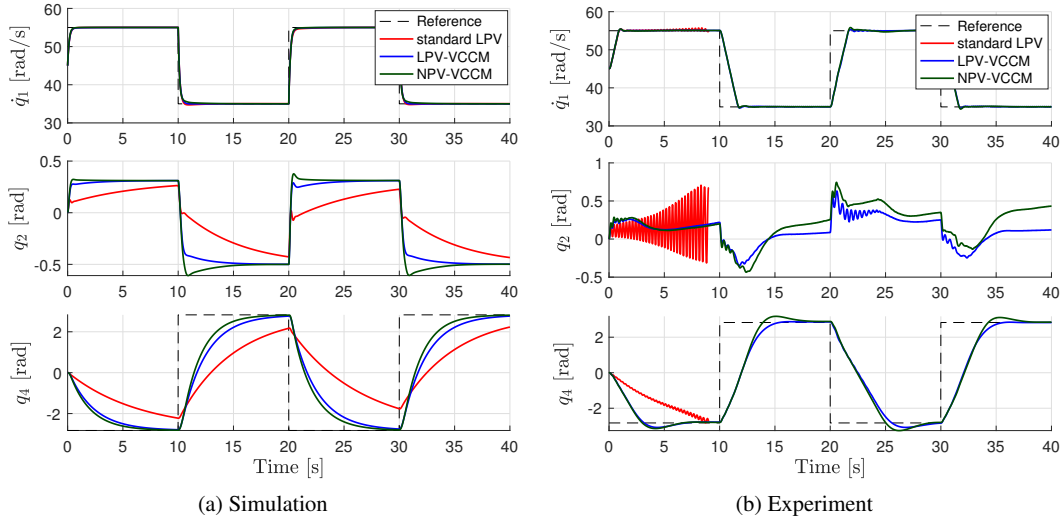 60
50
40
30
q̇₁ [rad/s]
0 5 10 15 20 25 30 35 40
Reference
standard LPV
LPV-VCCM
NPV-VCCM
0.5
0
-0.5
q₂ [rad]
0 5 10 15 20 25 30 35 40
2
0
-2
q₄ [rad]
0 5 10 15 20 25 30 35 40
Time [s]
(a) Simulation
60
50
40
30
q̇₁ [rad/s]
0 5 10 15 20 25 30 35 40
Reference
standard LPV
LPV-VCCM
NPV-VCCM
1
0.5
0
-0.5
q₂ [rad]
0 5 10 15 20 25 30 35 40
2
0
-2
q₄ [rad]
0 5 10 15 20 25 30 35 40
Time [s]
(b) Experiment